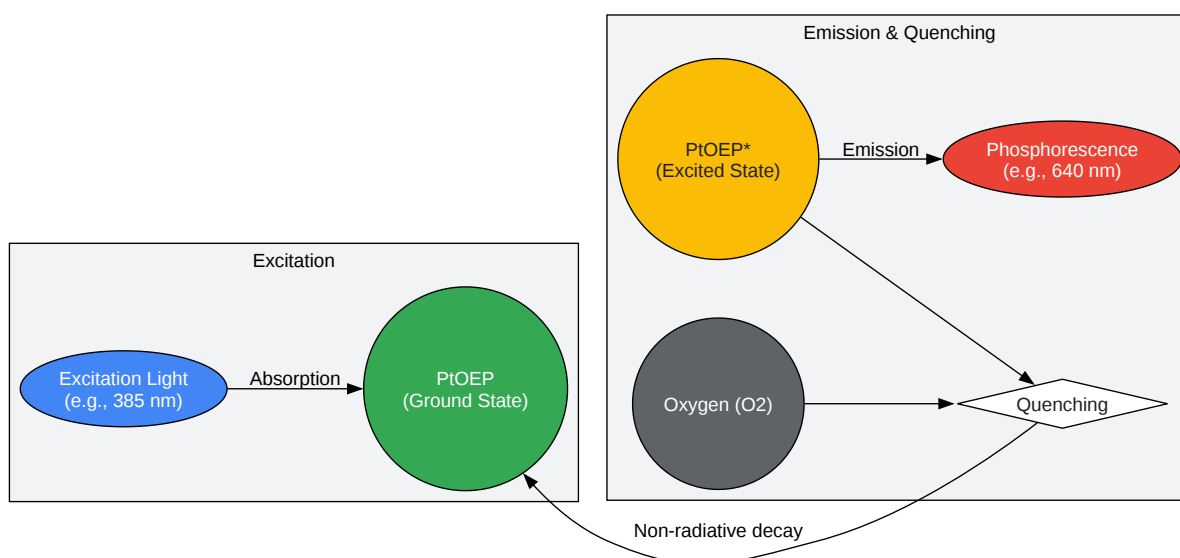 Emission & Quenching
PtOEP*
(Excited State)
Emission
Phosphorescence
(e.g., 640 nm)
Excitation
Excitation Light
(e.g., 385 nm)
Absorption
PtOEP
(Ground State)
Oxygen (O2)
Quenching
Non-radiative decay